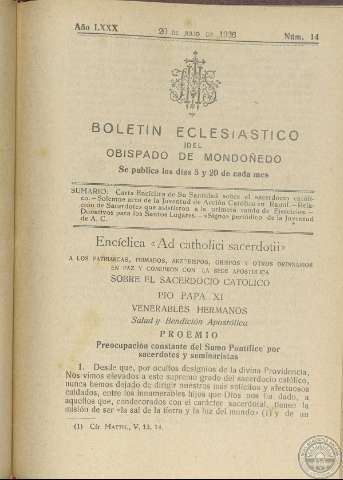 Año LXXX
20 DE JULIO DE 1936
Núm. 14
BOLETIN ECLESIASTICO
DEL
OBISPADO DE MONDOÑEDO
Se publica los días 5 y 20 de cada mes
SUMARIO: Carta Encíclica de Su Santidad sobre el sacerdocio católi-
co.—Solemne acto de la Juventud de Acción Católica en —Rela-
ción de Sacerdotes que asistieron a la primera tanda de Ejercicios—
Donativos para los Santos Lugares.—«Signo» periódico de la Juventud
de A. C.
Encíclica «Ad catholici sacerdotii»
A LOS PATRIARCAS, PRIMADOS, ARZOBISPOS, OBISPOS Y OTROS ORDINARIOS
EN PAZ Y COMUNION CON LA SEDE APOSTOLICA
SOBRE EL SACERDOCIO CATOLICO
PIO PAPA XI
VENERABLES HERMANOS
Salud y Bendición Apostólica
PROEMIO
Preocupación constante del Sumo Pontífice por
sacerdotes y seminaristas
1. Desde que, por ocultos designios de la divina Providencia,
Nos vimos elevados a este supremo grado del sacerdocio católico,
nunca hemos dejado de dirigir nuestros más solícitos y afectuosos
cuidados, entre los innumerables hijos que Dios nos ha dado, a
aquellos que, condecorados con el carácter sacerdotal, tienen la
misión de ser «la sal de la tierra y la luz del mundo» (1) y de un
(1) Cfr. MATTH., V. 13, 14.